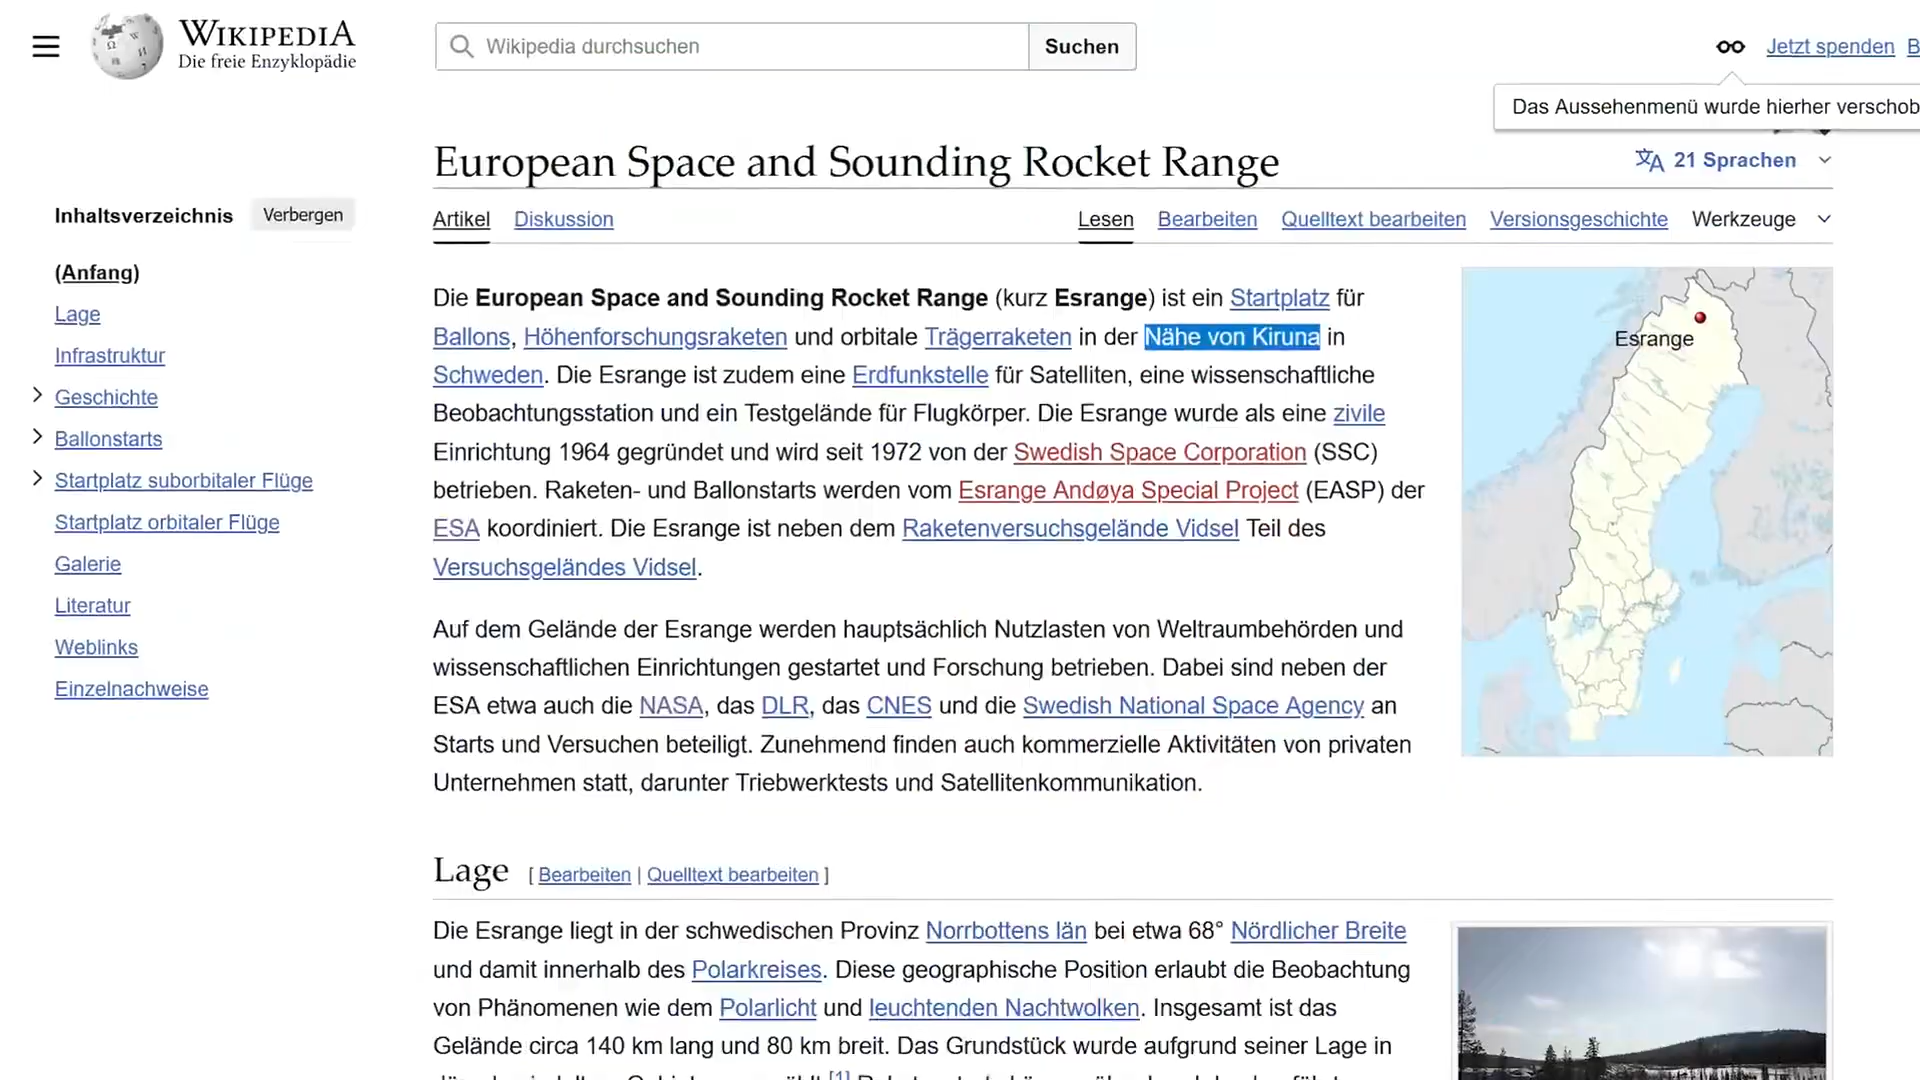 WIKIPEDIA
Die freie Enzyklopädie
Wikipedia durchsuchen
Suchen
Jetzt spenden
Das Aussehenmenü wurde hierher verschob
European Space and Sounding Rocket Range
21 Sprachen
Inhaltsverzeichnis Verbergen
(Anfang)
Lage
Infrastruktur
Geschichte
Ballonstarts
Startplatz suborbitaler Flüge
Startplatz orbitaler Flüge
Galerie
Literatur
Weblinks
Einzelnachweise
Artikel Diskussion Lesen Bearbeiten Quelltext bearbeiten Versionsgeschichte Werkzeuge
Die European Space and Sounding Rocket Range (kurz Esrange) ist ein Startplatz für
Ballons, Höhenforschungsraketen und orbitale Trägerraketen in der Nähe von Kiruna in
Schweden. Die Esrange ist zudem eine Erdfunkstelle für Satelliten, eine wissenschaftliche
Beobachtungsstation und ein Testgelände für Flugkörper. Die Esrange wurde als eine zivile
Einrichtung 1964 gegründet und wird seit 1972 von der Swedish Space Corporation (SSC)
betrieben. Raketen- und Ballonstarts werden vom Esrange Andøya Special Project (EASP) der
ESA koordiniert. Die Esrange ist neben dem Raketenversuchsgelände Vidsel Teil des
Versuchsgeländes Vidsel.
Esrange
Auf dem Gelände der Esrange werden hauptsächlich Nutzlasten von Weltraumbehörden und
wissenschaftlichen Einrichtungen gestartet und Forschung betrieben. Dabei sind neben der
ESA etwa auch die NASA, das DLR, das CNES und die Swedish National Space Agency an
Starts und Versuchen beteiligt. Zunehmend finden auch kommerzielle Aktivitäten von privaten
Unternehmen statt, darunter Triebwerktests und Satellitenkommunikation.
Lage [ Bearbeiten | Quelltext bearbeiten ]
Die Esrange liegt in der schwedischen Provinz Norrbottens län bei etwa 68° Nördlicher Breite
und damit innerhalb des Polarkreises. Diese geographische Position erlaubt die Beobachtung
von Phänomenen wie dem Polarlicht und leuchtenden Nachtwolken. Insgesamt ist das
Gelände circa 140 km lang und 80 km breit. Das Grundstück wurde aufgrund seiner Lage in